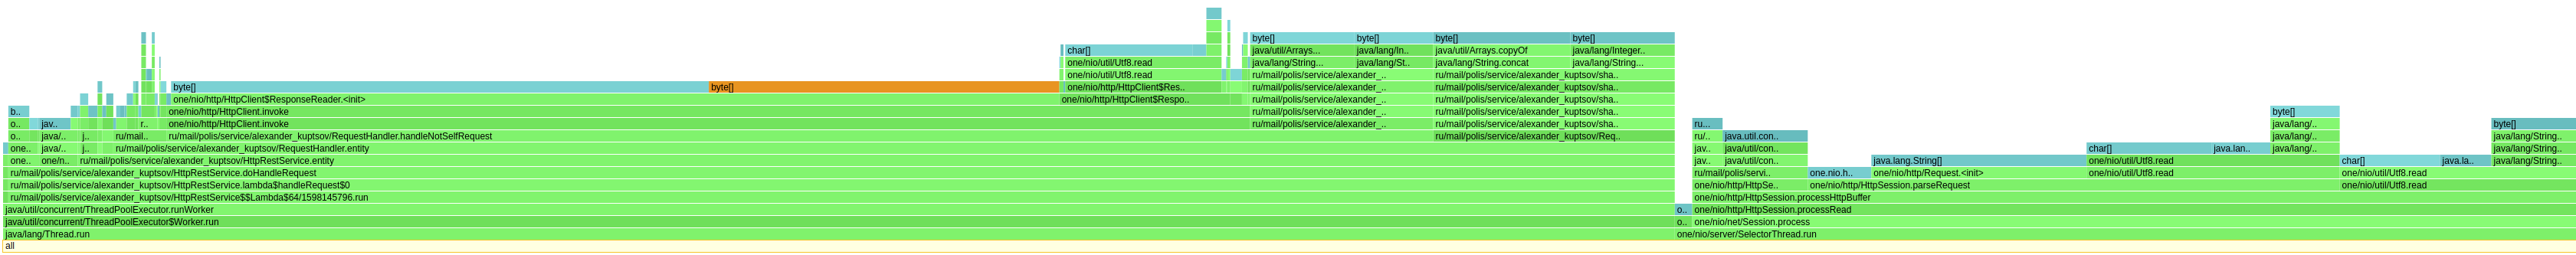 byte[] byte[] byte[] byte[]
char[] java/util/Arrays... java/lang/In.. java/util/Arrays.copyOf java/lang/Integer..
one/nio/util/Utf8.read java/lang/String... java/lang/St.. java/lang/String.concat java/lang/String...
one/nio/util/Utf8.read ru/mail/polis/service/alexander_.. ru/mail/polis/service/alexander_kuptsov/sha..
byte[] byte[] one/nio/http/HttpClient$Res.. ru/mail/polis/service/alexander_.. ru/mail/polis/service/alexander_kuptsov/sha..
one/nio/http/HttpClient$ResponseReader.<init> one/nio/http/HttpClient$Respo.. ru/mail/polis/service/alexander_.. ru/mail/polis/service/alexander_kuptsov/sha..
b.. one/nio/http/HttpClient.invoke ru/mail/polis/service/alexander_.. ru/mail/polis/service/alexander_kuptsov/sha.. byte[]
o.. jav.. r.. one/nio/http/HttpClient.invoke ru/mail/polis/service/alexander_.. ru/mail/polis/service/alexander_kuptsov/sha.. ru... java/lang/.. byte[]
o.. java/.. j.. ru/mail.. ru/mail/polis/service/alexander_kuptsov/RequestHandler.handleNotSelfRequest ru/mail/polis/service/alexander_kuptsov/Req.. ru/.. java.util.con.. java/lang/.. java/lang/String..
one.. java/.. j.. ru/mail/polis/service/alexander_kuptsov/RequestHandler.entity jav.. java/util/con.. char[] java.lan.. java/lang/.. java/lang/String..
one.. one/n.. ru/mail/polis/service/alexander_kuptsov/HttpRestService.entity jav.. java/util/con.. java.lang.String[] one/nio/util/Utf8.read char[] java.la.. java/lang/String..
ru/mail/polis/service/alexander_kuptsov/HttpRestService.doHandleRequest ru/mail/polis/servi.. one.nio.h.. one/nio/http/Request.<init> one/nio/util/Utf8.read one/nio/util/Utf8.read
ru/mail/polis/service/alexander_kuptsov/HttpRestService.lambda$handleRequest$0 one/nio/http/HttpSe.. one/nio/http/HttpSession.parseRequest one/nio/util/Utf8.read
ru/mail/polis/service/alexander_kuptsov/HttpRestService$$Lambda$64/1598145796.run one/nio/http/HttpSession.processHttpBuffer
java/util/concurrent/ThreadPoolExecutor.runWorker o.. one/nio/http/HttpSession.processRead
java/util/concurrent/ThreadPoolExecutor$Worker.run o.. one/nio/net/Session.process
java/lang/Thread.run one/nio/server/SelectorThread.run
all